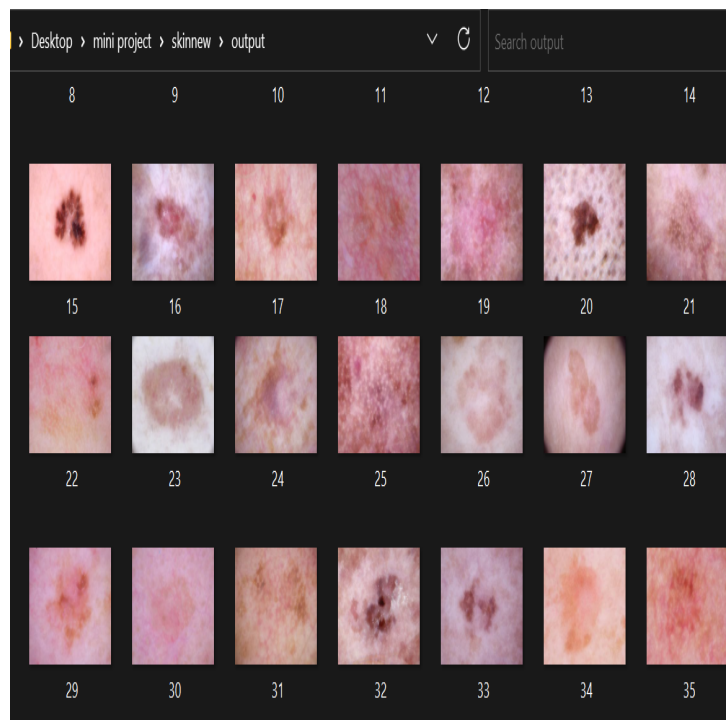 › Desktop › mini project › skinnew › output Search output
8 9 10 11 12 13 14
15 16 17 18 19 20 21
22 23 24 25 26 27 28
29 30 31 32 33 34 35